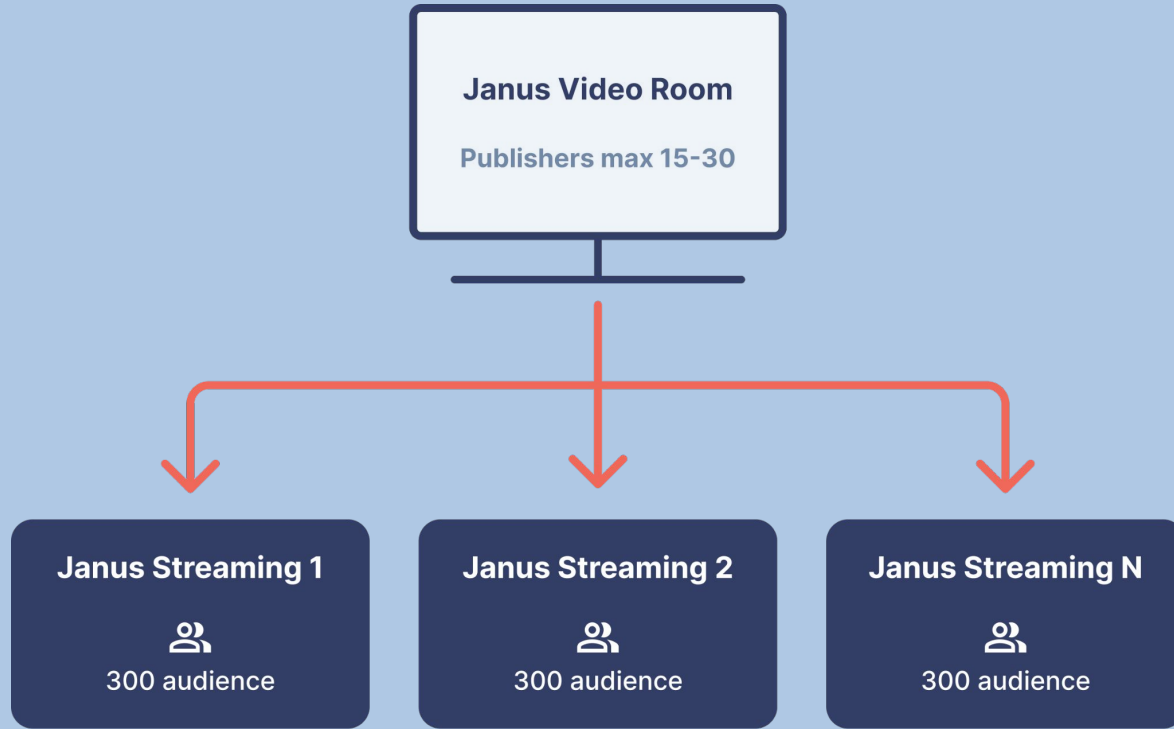 Janus Video Room
Publishers max 15-30
Janus Streaming 1
300 audience
Janus Streaming 2
300 audience
Janus Streaming N
300 audience